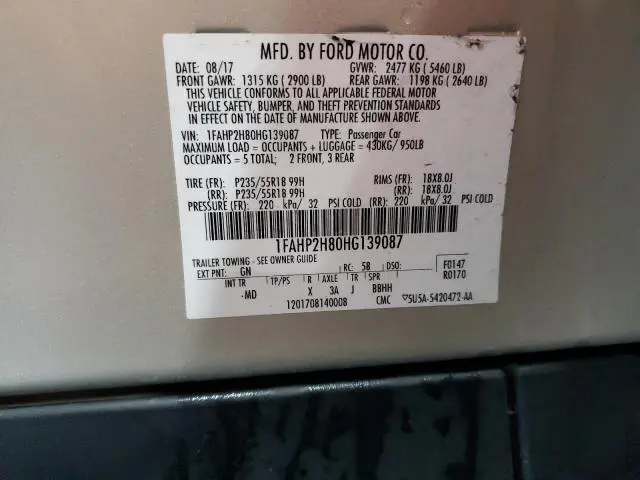 MFD. BY FORD MOTOR CO.
DATE: 08/17 GVWR: 2477 KG ( 5460 LB)
FRONT GAWR: 1315 KG ( 2900 LB) REAR GAWR: 1198 KG ( 2640 LB)
THIS VEHICLE CONFORMS TO ALL APPLICABLE FEDERAL MOTOR
VEHICLE SAFETY, BUMPER, AND THEFT PREVENTION STANDARDS
IN EFFECT ON THE DATE OF MANUFACTURE SHOWN ABOVE.
VIN: 1FAHP2H80HG139087 TYPE: Passenger Car
MAXIMUM LOAD = OCCUPANTS + LUGGAGE = 430KG/ 950LB
OCCUPANTS = 5 TOTAL; 2 FRONT, 3 REAR
TIRE (FR): P235/55R18 99H RIMS (FR): 18X8.0J
(RR): P235/55R18 99H (RR): 18X8.0J
PRESSURE (FR): 220 kPa/ 32 PSI COLD (RR): 220 kPa/ 32 PSI COLD
1FAHP2H80HG139087
TRAILER TOWING - SEE OWNER GUIDE
EXT PNT: GN RC: 58 DSO: F0147
INT TR TP/PS R AXLE TR SPR R0170
-MD X 3A J BBHH
1201708140008 CMC ▽5U5A-5420472-AA